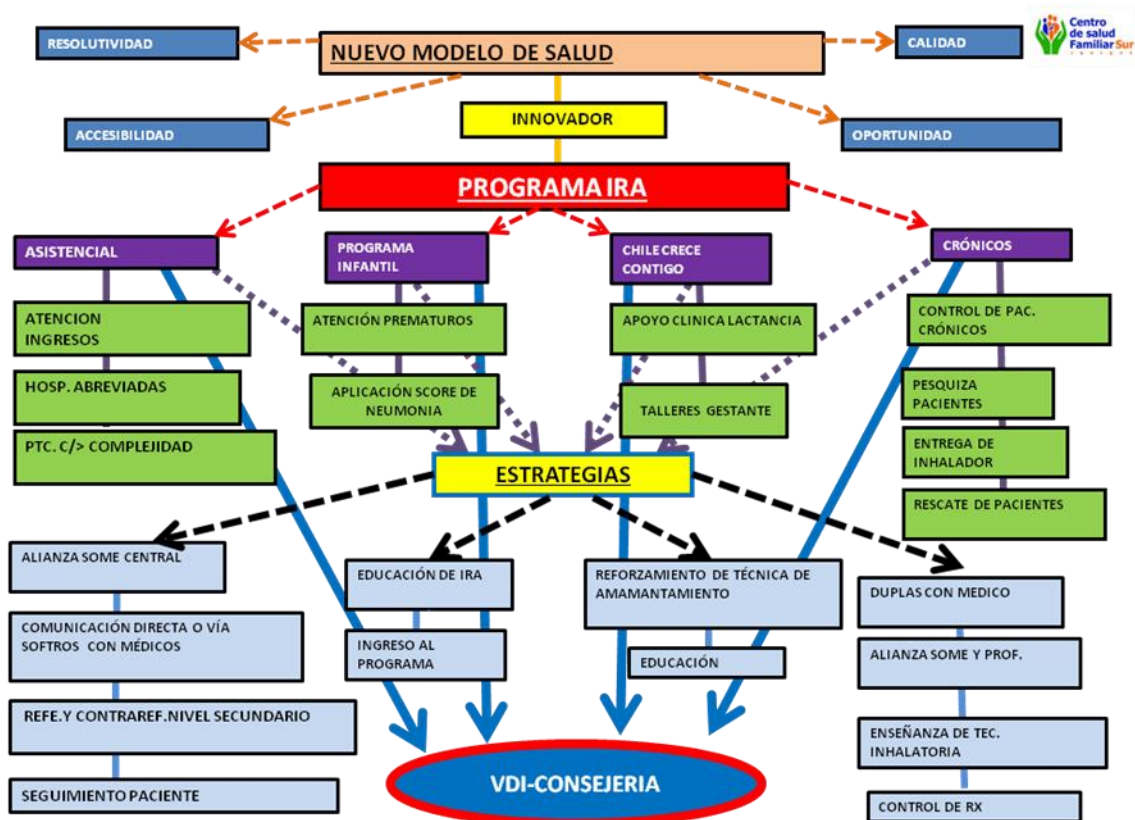 RESOLUTIVIDAD
NUEVO MODELO DE SALUD
CALIDAD
Centro
de salud
Familiar Sur
ACCESIBILIDAD
INNOVADOR
OPORTUNIDAD
PROGRAMA IRA
ASISTENCIAL
PROGRAMA
INFANTIL
CHILE CRECE
CONTIGO
CRÓNICOS
ATENCION
INGRESOS
ATENCIÓN PREMATUROS
APOYO CLINICA LACTANCIA
CONTROL DE PAC.
CRÓNICOS
HOSP. ABREVIADAS
APLICACIÓN SCORE DE
NEUMONIA
TALLERES GESTANTE
PESQUIZA
PACIENTES
PTC. C/> COMPLEJIDAD
ENTREGA DE
INHALADOR
ESTRATEGIAS
RESCATE DE PACIENTES
ALIANZA SOME CENTRAL
EDUCACIÓN DE IRA
REFORZAMIENTO DE TÉCNICA DE
AMAMANTAMIENTO
DUPLAS CON MEDICO
COMUNICACIÓN DIRECTA O VÍA
SOFTROS CON MÉDICOS
INGRESO AL
PROGRAMA
EDUCACIÓN
ALIANZA SOME Y PROF.
REFE.Y CONTRAREF.NIVEL SECUNDARIO
ENSEÑANZA DE TEC.
INHALATORIA
SEGUIMIENTO PACIENTE
VDI-CONSEJERIA
CONTROL DE RX